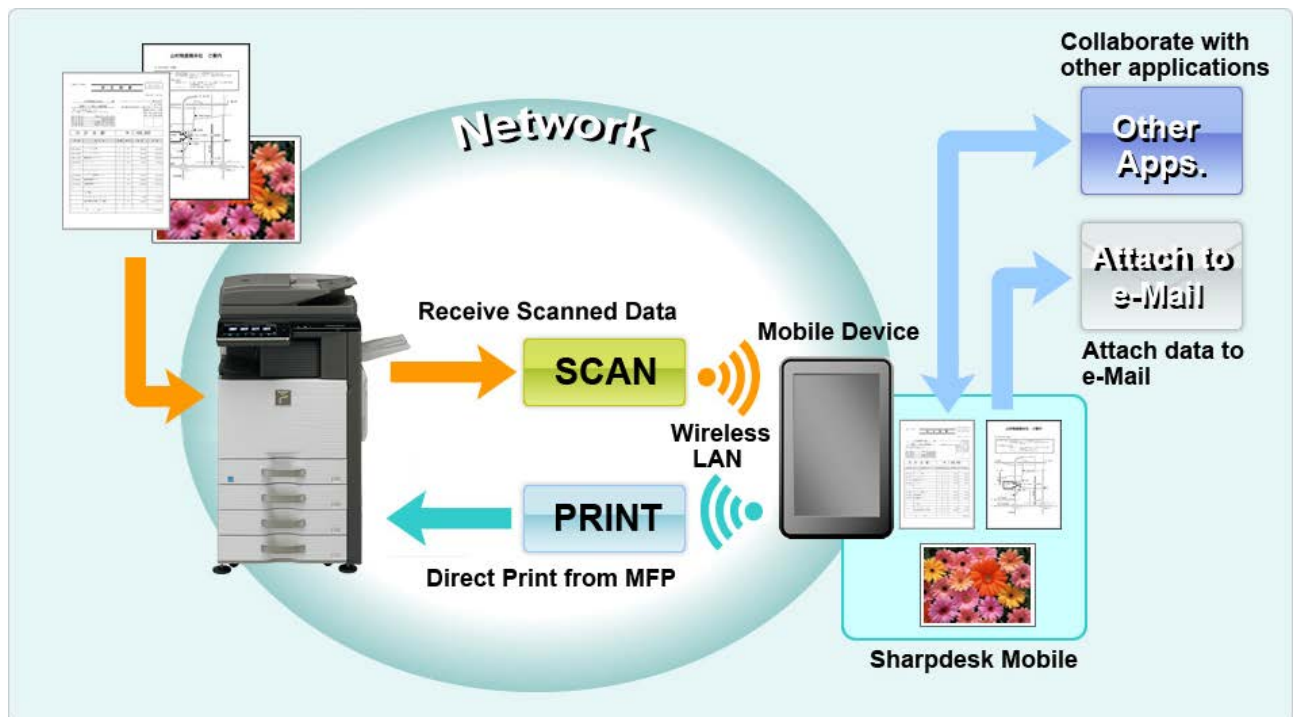 Collaborate with
other applications
Other
Apps.
Network
Attach to
e-Mail
Attach data to
e-Mail
Receive Scanned Data
SCAN
Mobile Device
Wireless
LAN
PRINT
Direct Print from MFP
Sharpdesk Mobile